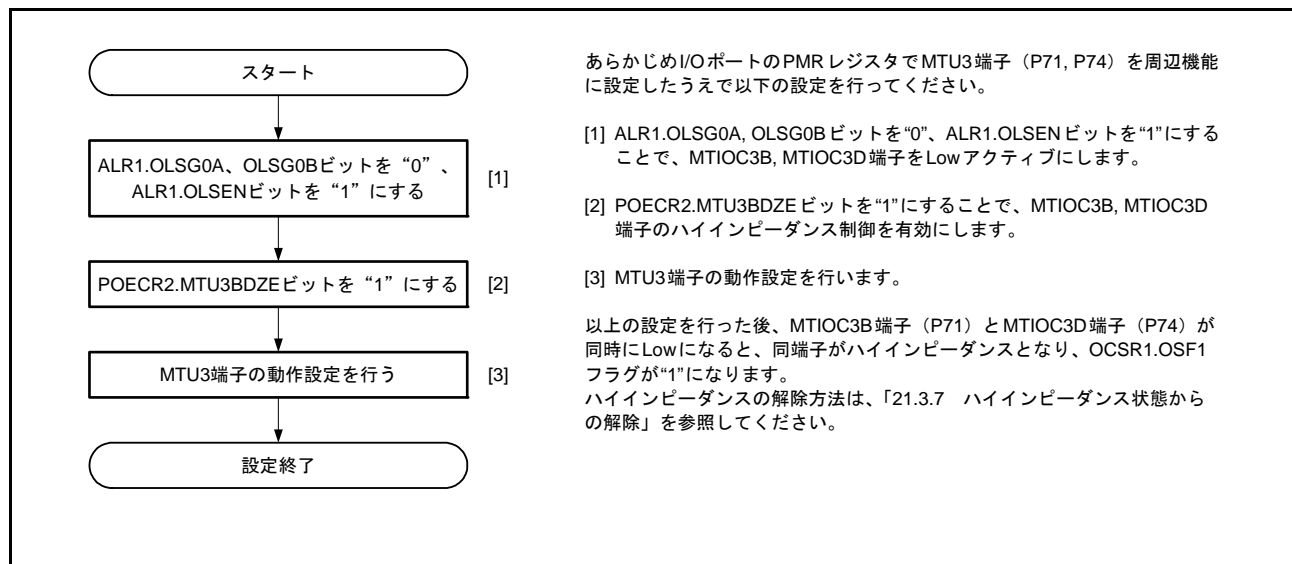 スタート
ALR1.OLSG0A、OLSG0Bビットを“0”、
ALR1.OLSENビットを“1”にする
[1]
POECR2.MTU3BDZEビットを“1”にする
[2]
MTU3端子の動作設定を行う
[3]
設定終了
あらかじめI/OポートのPMRレジスタでMTU3端子（P71, P74）を周辺機能
に設定したうえで以下の設定を行ってください。
[1] ALR1.OLSG0A, OLSG0Bビットを“0”、ALR1.OLSENビットを“1”にする
ことで、MTIOC3B, MTIOC3D端子をLowアクティブにします。
[2] POECR2.MTU3BDZEビットを“1”にすることで、MTIOC3B, MTIOC3D
端子のハイインピーダンス制御を有効にします。
[3] MTU3端子の動作設定を行います。
以上の設定を行った後、MTIOC3B端子（P71）とMTIOC3D端子（P74）が
同時にLowになると、同端子がハイインピーダンスとなり、OCSR1.OSF1
フラグが“1”になります。
ハイインピーダンスの解除方法は、「21.3.7　ハイインピーダンス状態から
の解除」を参照してください。